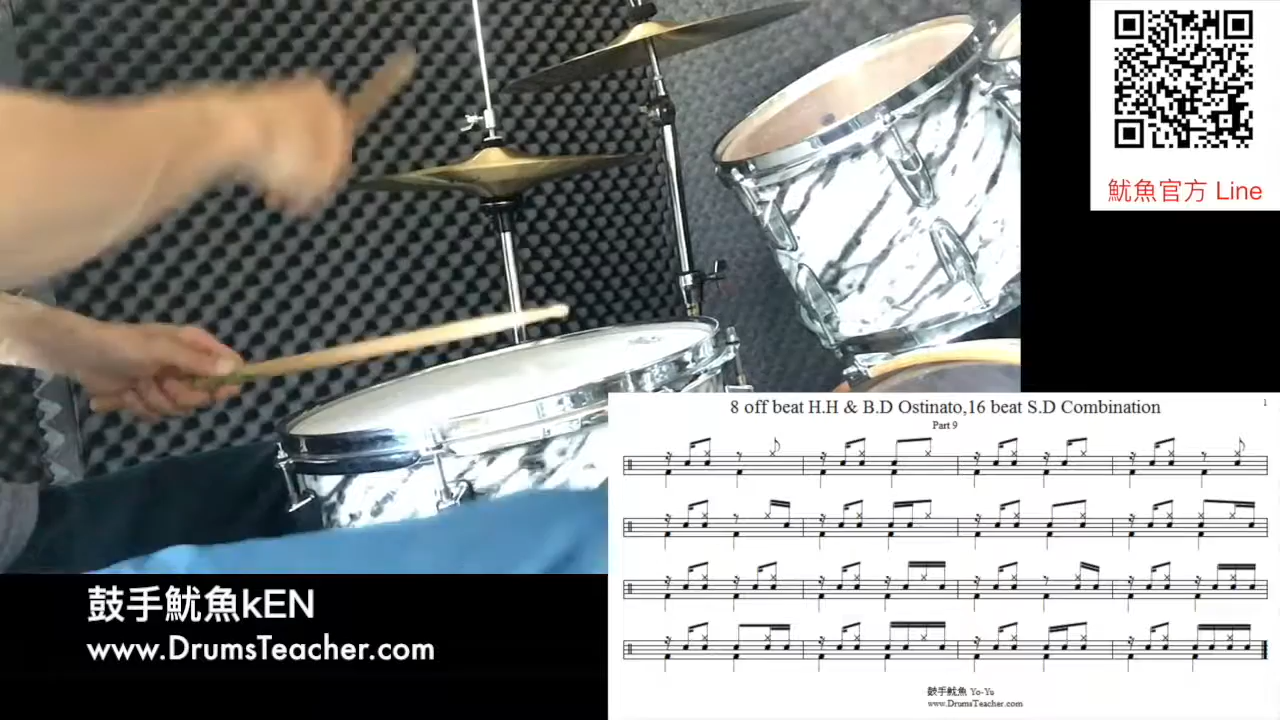 魷魚官方 Line
8 off beat H.H & B.D Ostinato,16 beat S.D Combination
1
Part 9
鼓手魷魚kEN
www.DrumsTeacher.com
鼓手魷魚 Yo-Yu
www.DrumsTeacher.com